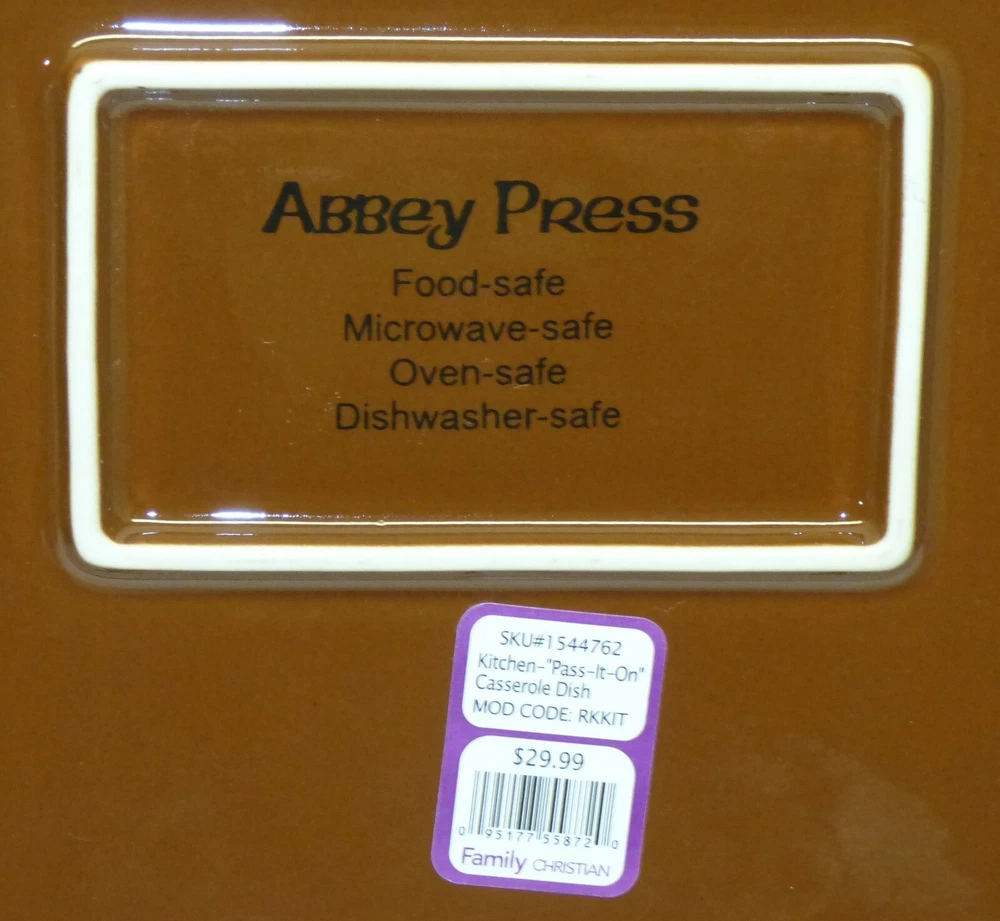 ABBEY PRESS
Food-safe
Microwave-safe
Oven-safe
Dishwasher-safe
SKU#1544762
Kitchen-"Pass-It-On"
Casserole Dish
MOD CODE: RKKIT
$29.99
0 95177 55872 0
Family CHRISTIAN